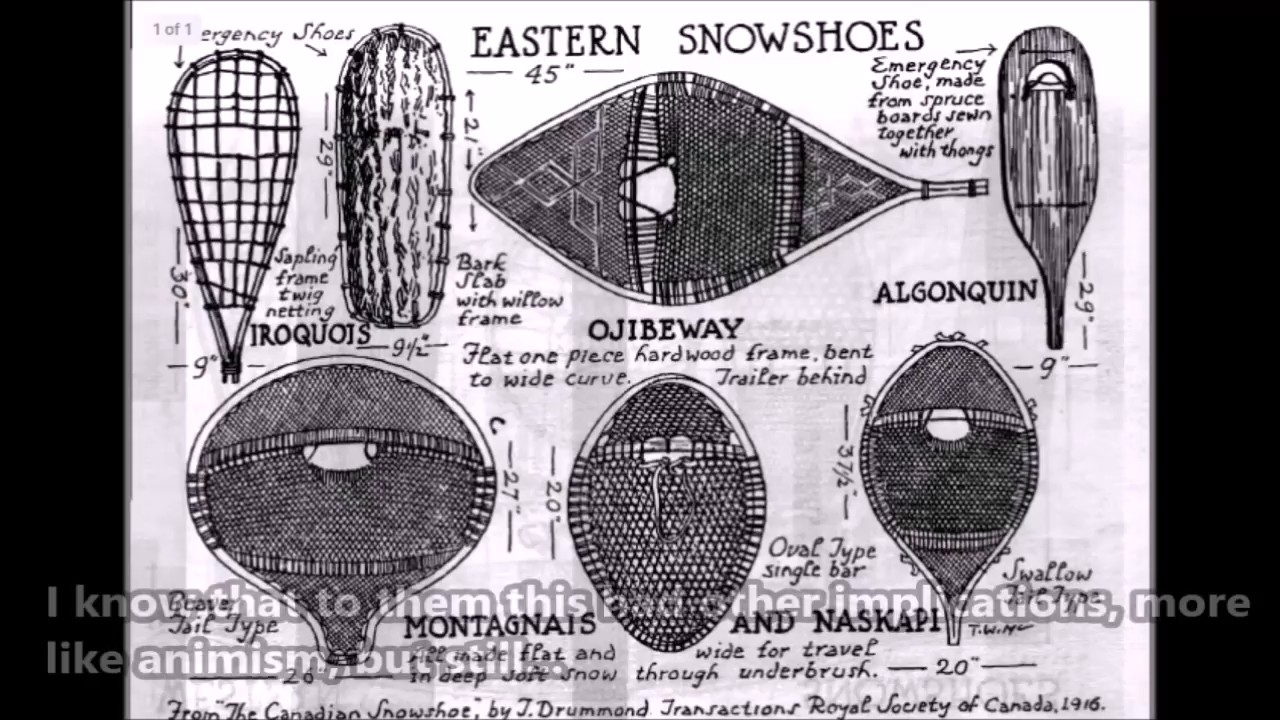 1 of 1
ergency Shoes
EASTERN SNOWSHOES
45"
Emergency
Shoe, made
from spruce
boards sewn
together
with thongs
21"
29"
30"
9"
Sapling
frame
twig
netting
IROQUOIS
9½"
Bark
Slab
with willow
frame
OJIBEWAY
Flat one piece hardwood frame, bent
to wide curve. Trailer behind
ALGONQUIN
29"
9"
27"
20"
37½"
Beaver
Tail Type
Oval Type
single bar
Swallow
Tail Type
MONTAGNAIS AND NASKAPI
All made flat and wide for travel
in deep soft snow through underbrush.
20"
From "The Canadian Snowshoe", by T. Drummond. Transactions Royal Society of Canada, 1916.
I know that to them this had other implications, more
like animism, but still...